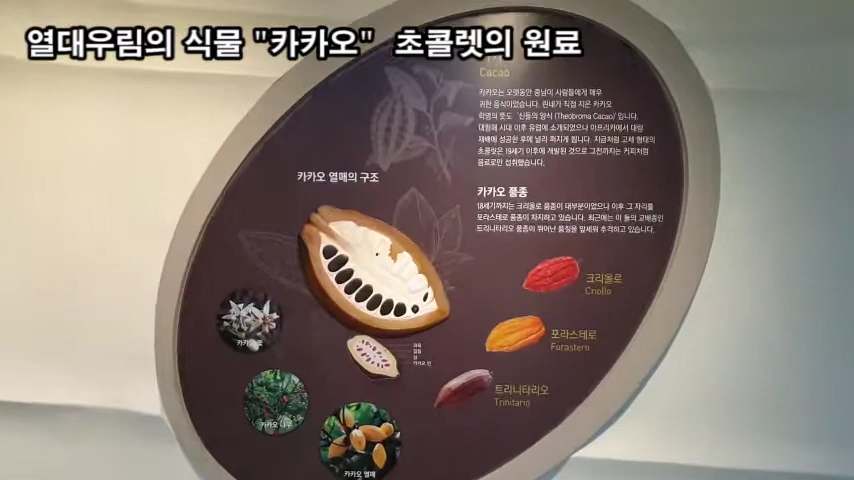 열대우림의 식물 "카카오" 초콜렛의 원료
Cacao
카카오는 오랫동안 중남미 사람들에게 매우
귀한 음식이었습니다. 린네가 직접 지은 카카오
학명의 뜻도 '신들의 양식 (Theobroma Cacao)'입니다.
대항해 시대 이후 유럽에 소개되었으나 아프리카에서 대량
재배에 성공한 후에 널리 퍼지게 됩니다. 지금처럼 고체 형태의
초콜릿은 19세기 이후에 개발된 것으로 그전까지는 커피처럼
음료로만 섭취했습니다.
카카오 품종
18세기까지는 크리올로 품종이 대부분이었으나 이후 그 자리를
포라스테로 품종이 차지하고 있습니다. 최근에는 이 둘의 교배종인
트리니타리오 품종이 뛰어난 품질을 앞세워 추격하고 있습니다.
카카오 열매의 구조
크리올로
Criollo
포라스테로
Forastero
트리니타리오
Trinitario
카카오 꽃
카카오 나무
카카오 열매
카카오 빈